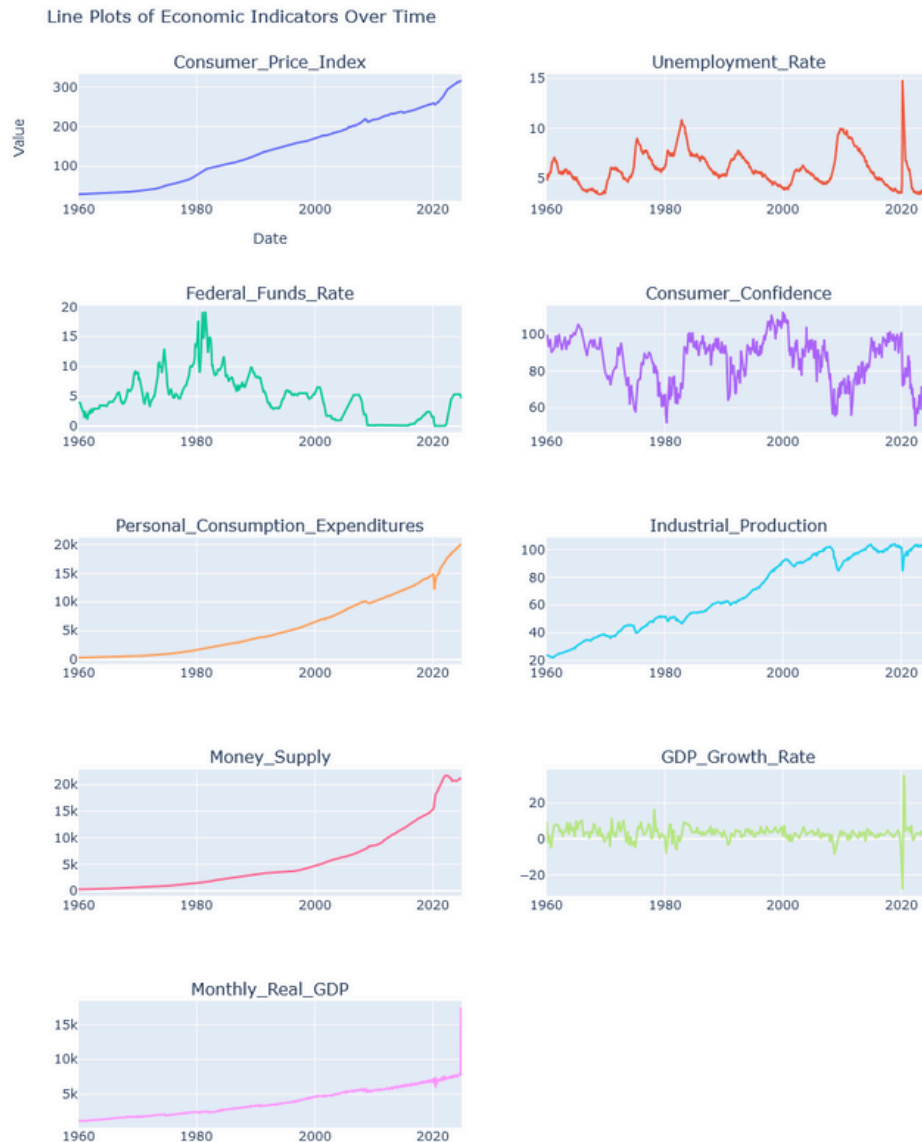 Line Plots of Economic Indicators Over Time
Consumer_Price_Index
300
200
100
Value
1960 1980 2000 2020
Date
Unemployment_Rate
15
10
5
1960 1980 2000 2020
Federal_Funds_Rate
20
15
10
5
0
1960 1980 2000 2020
Consumer_Confidence
100
80
60
1960 1980 2000 2020
Personal_Consumption_Expenditures
20k
15k
10k
5k
0
1960 1980 2000 2020
Industrial_Production
100
80
60
40
20
1960 1980 2000 2020
Money_Supply
20k
15k
10k
5k
0
1960 1980 2000 2020
GDP_Growth_Rate
20
0
−20
1960 1980 2000 2020
Monthly_Real_GDP
15k
10k
5k
1960 1980 2000 2020